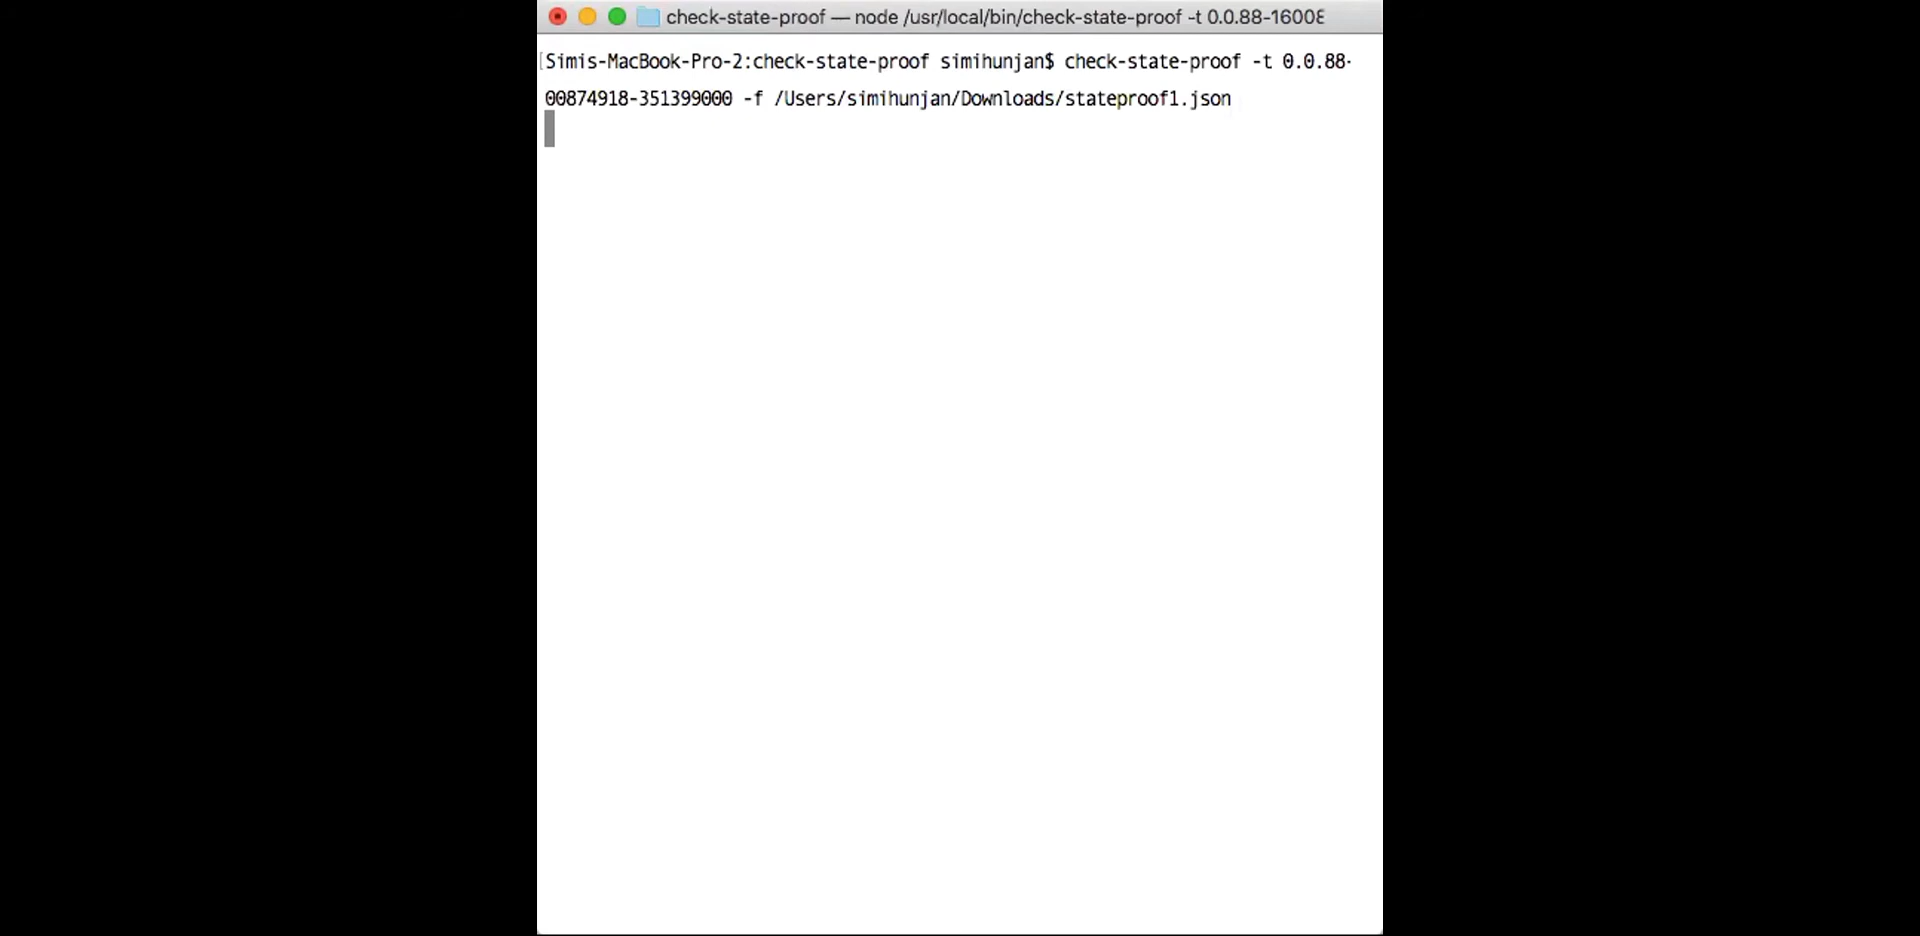 check-state-proof — node /usr/local/bin/check-state-proof -t 0.0.88-16008
Simis-MacBook-Pro-2:check-state-proof simihunjan$ check-state-proof -t 0.0.88-
00874918-351399000 -f /Users/simihunjan/Downloads/stateproof1.json